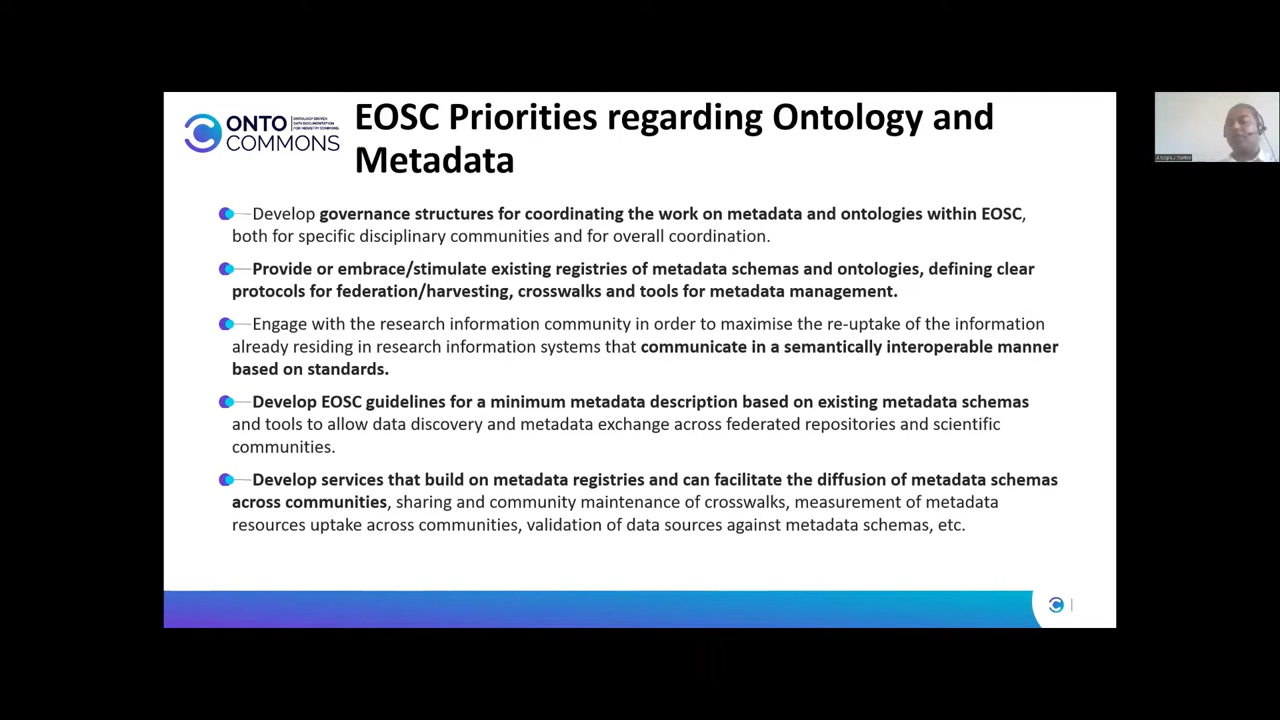 ONTO
COMMONS
ONTOLOGY-DRIVEN
DATA DOCUMENTATION
FOR INDUSTRY COMMONS
EOSC Priorities regarding Ontology and
Metadata
Develop governance structures for coordinating the work on metadata and ontologies within EOSC,
both for specific disciplinary communities and for overall coordination.
Provide or embrace/stimulate existing registries of metadata schemas and ontologies, defining clear
protocols for federation/harvesting, crosswalks and tools for metadata management.
Engage with the research information community in order to maximise the re-uptake of the information
already residing in research information systems that communicate in a semantically interoperable manner
based on standards.
Develop EOSC guidelines for a minimum metadata description based on existing metadata schemas
and tools to allow data discovery and metadata exchange across federated repositories and scientific
communities.
Develop services that build on metadata registries and can facilitate the diffusion of metadata schemas
across communities, sharing and community maintenance of crosswalks, measurement of metadata
resources uptake across communities, validation of data sources against metadata schemas, etc.